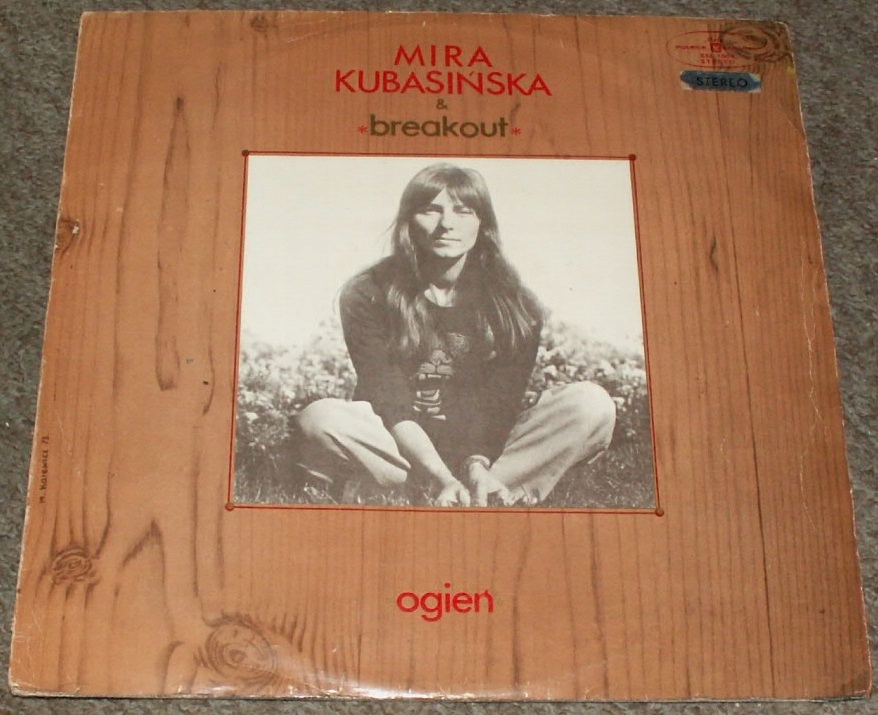 MIRA
KUBASIŃSKA
&
*breakout*
STEREO
ogień